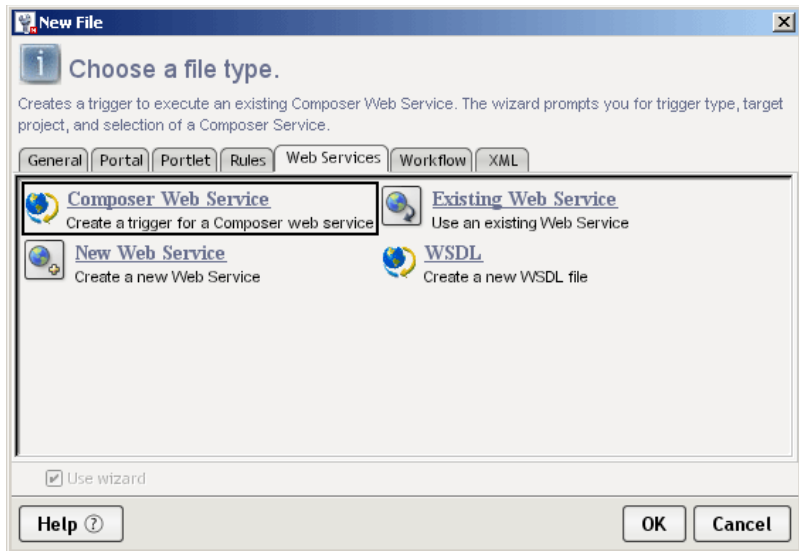 New File
Choose a file type.
Creates a trigger to execute an existing Composer Web Service. The wizard prompts you for trigger type, target
project, and selection of a Composer Service.
General Portal Portlet Rules Web Services Workflow XML
Composer Web Service Existing Web Service
Create a trigger for a Composer web service Use an existing Web Service
New Web Service WSDL
Create a new Web Service Create a new WSDL file
Use wizard
Help ? OK Cancel